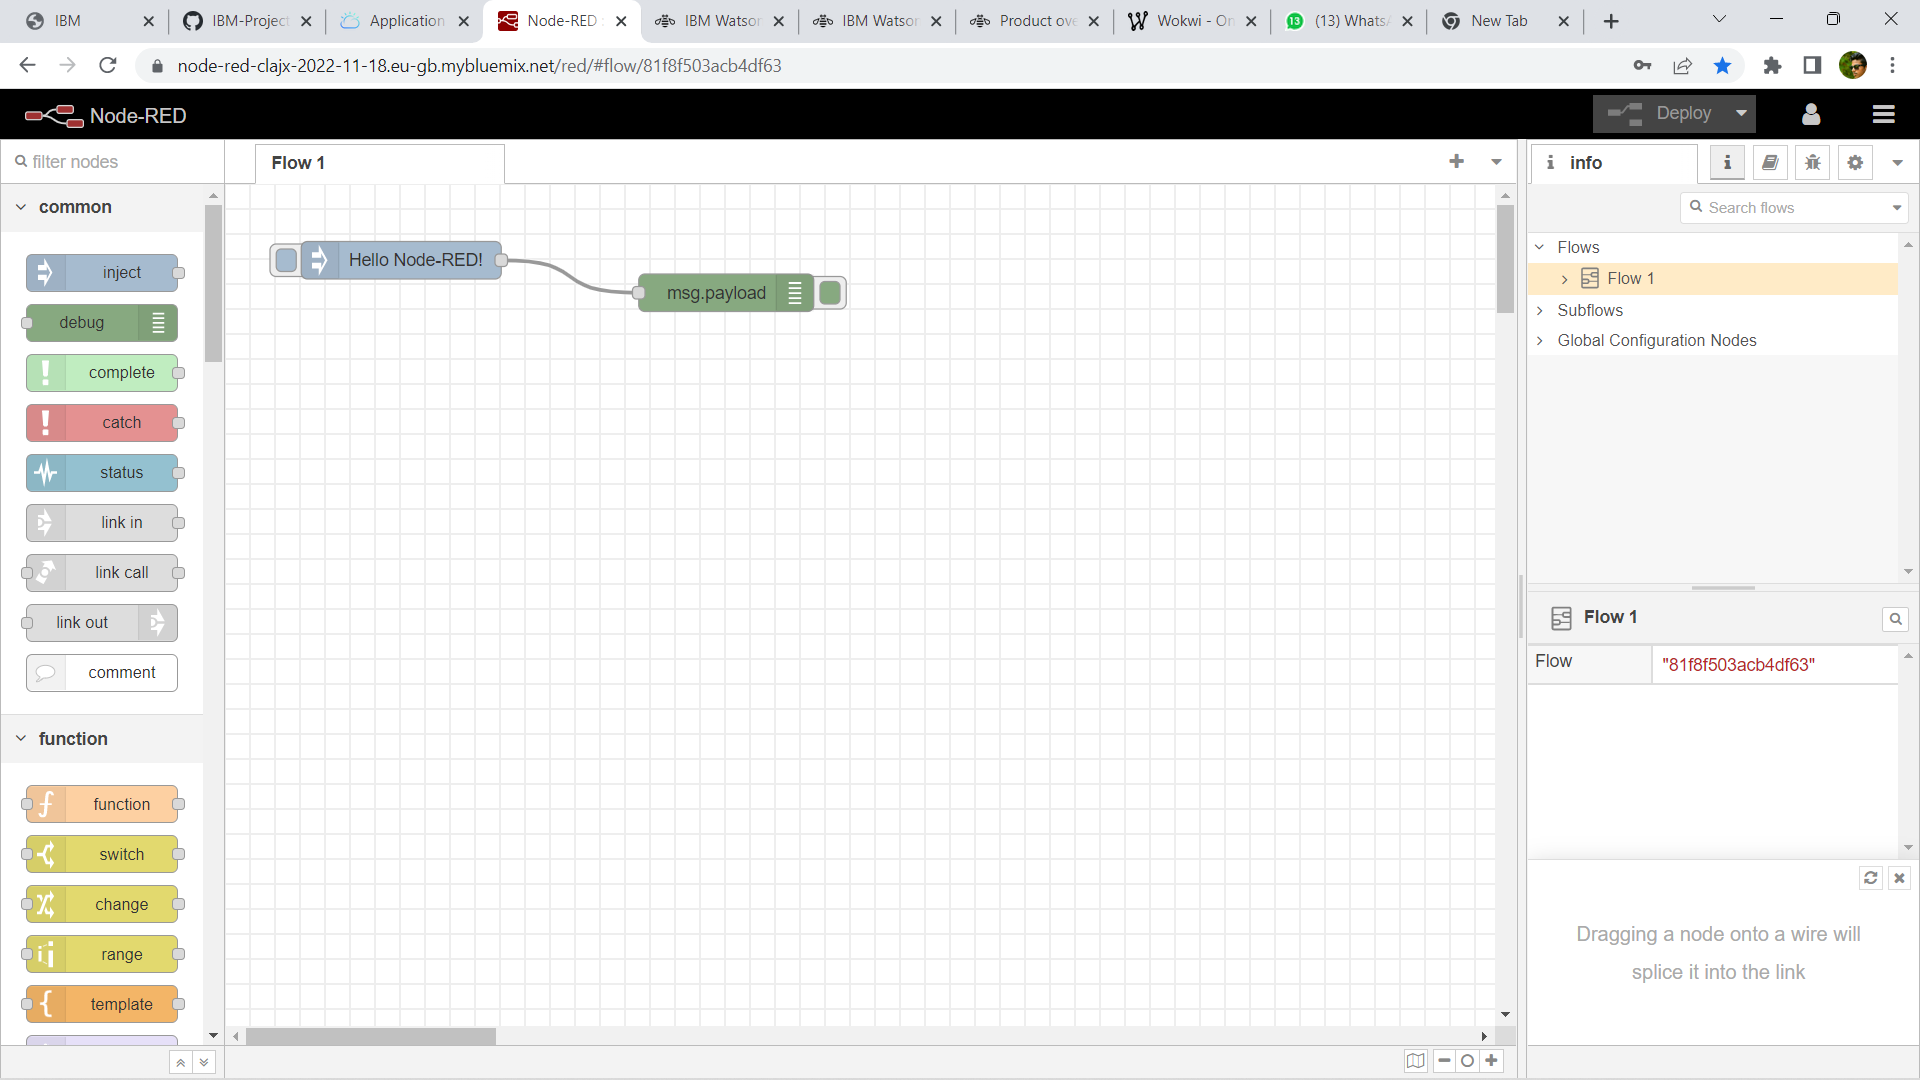 IBM
IBM-Project
Application
Node-RED :
IBM Watson
IBM Watson
Product ove
Wokwi - On
13
(13) WhatsA
New Tab
node-red-clajx-2022-11-18.eu-gb.mybluemix.net/red/#flow/81f8f503acb4df63
Node-RED
Deploy
filter nodes
Flow 1
info
common
Search flows
Hello Node-RED!
msg.payload
Flows
Flow 1
Subflows
Global Configuration Nodes
inject
debug
complete
catch
status
link in
link call
link out
comment
Flow 1
Flow
"81f8f503acb4df63"
function
function
switch
change
range
template
Dragging a node onto a wire will
splice it into the link